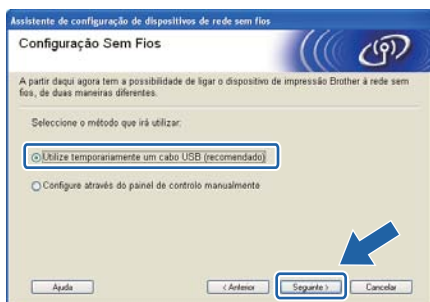 Assistente de configuração de dispositivos de rede sem fios
Configuração Sem Fios
A partir daqui agora tem a possibilidade de ligar o dispositivo de impressão Brother à rede sem
fios, de duas maneiras diferentes.
Seleccione o método que irá utilizar:
Utilize temporariamente um cabo USB (recomendado)
Configure através do painel de controlo manualmente
Ajuda
< Anterior
Seguinte >
Cancelar